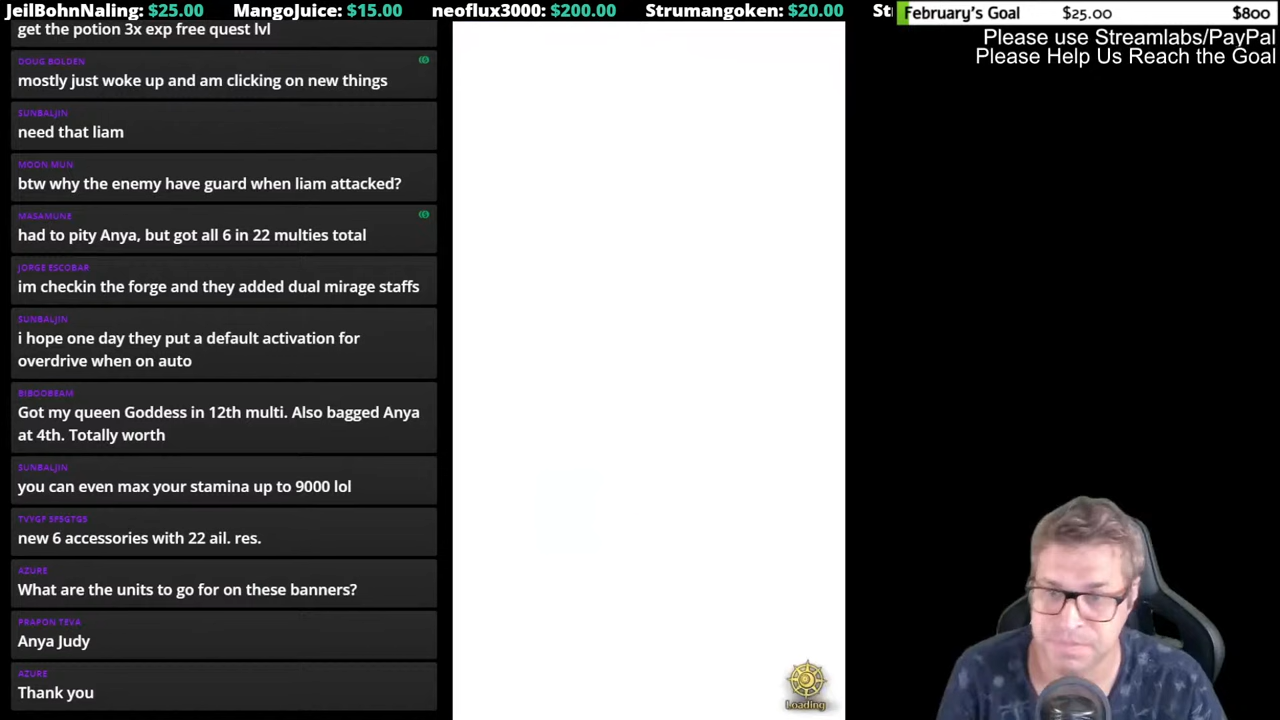 JeilBohnNaling: $25.00 MangoJuice: $15.00 neoflux3000: $200.00 Strumangoken: $20.00 St
February's Goal $25.00 $800
Please use Streamlabs/PayPal
Please Help Us Reach the Goal
get the potion 3x exp free quest lvl
DOUG BOLDEN
mostly just woke up and am clicking on new things
SUNBALJIN
need that liam
MOON MUN
btw why the enemy have guard when liam attacked?
MASAMUNE
had to pity Anya, but got all 6 in 22 multies total
JORGE ESCOBAR
im checkin the forge and they added dual mirage staffs
SUNBALJIN
i hope one day they put a default activation for
overdrive when on auto
BIBOOBEAM
Got my queen Goddess in 12th multi. Also bagged Anya
at 4th. Totally worth
SUNBALJIN
you can even max your stamina up to 9000 lol
new 6 accessories with 22 ail. res.
AZURE
What are the units to go for on these banners?
PRAPON TEVA
Anya Judy
AZURE
Thank you
Loading